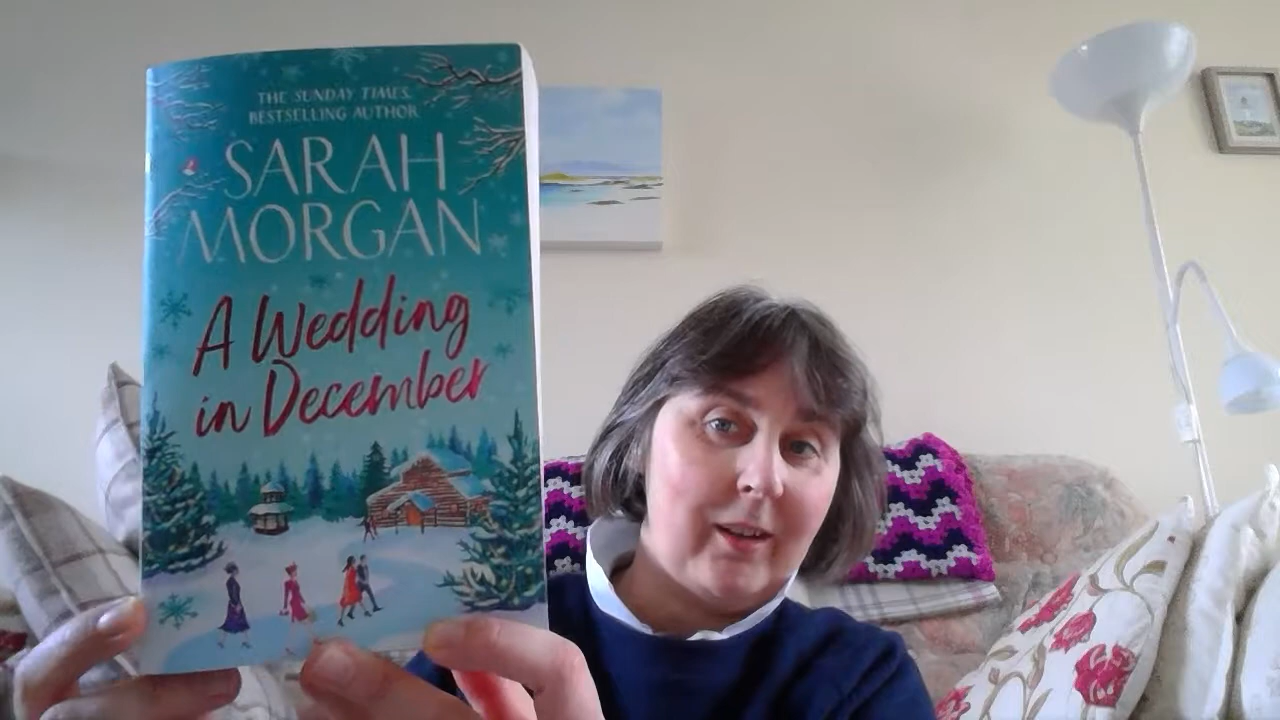 THE SUNDAY TIMES
BESTSELLING AUTHOR
SARAH
MORGAN
A Wedding
in December